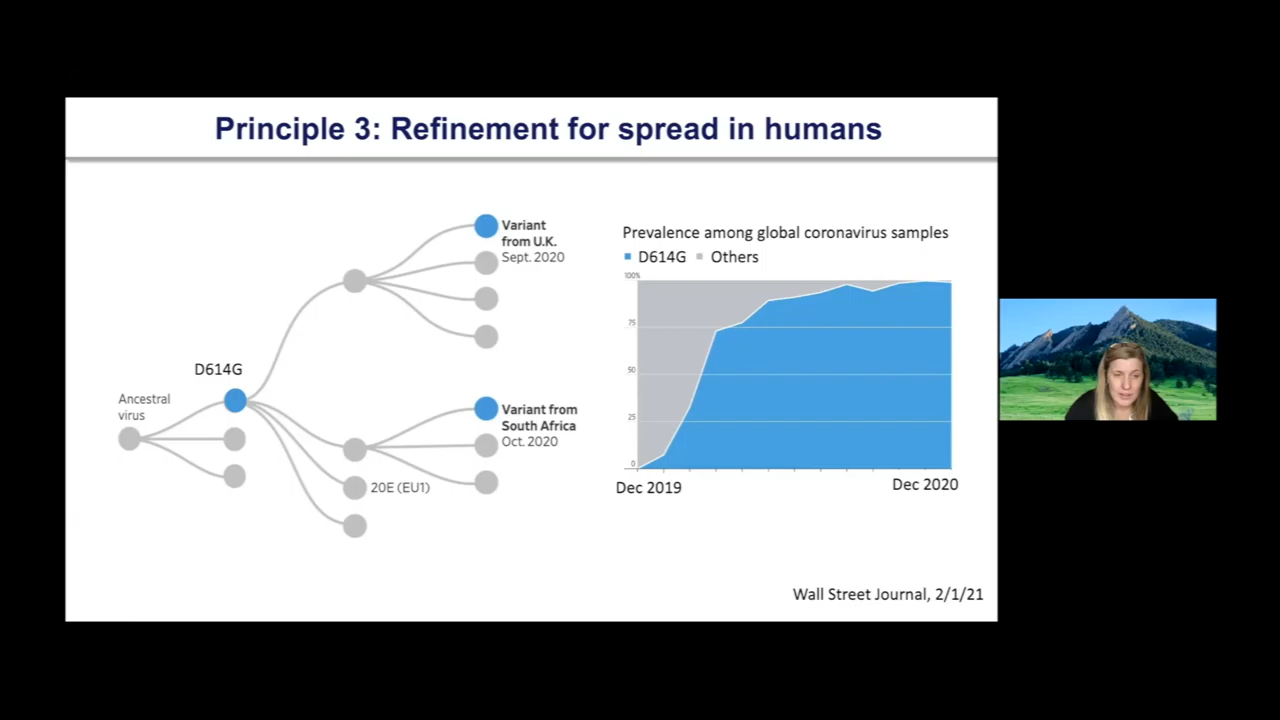 Principle 3: Refinement for spread in humans
Variant
from U.K.
Sept. 2020
D614G
Ancestral
virus
Variant from
South Africa
Oct. 2020
20E (EU1)
Prevalence among global coronavirus samples
D614G Others
100%
75
50
25
0
Dec 2019
Dec 2020
Wall Street Journal, 2/1/21